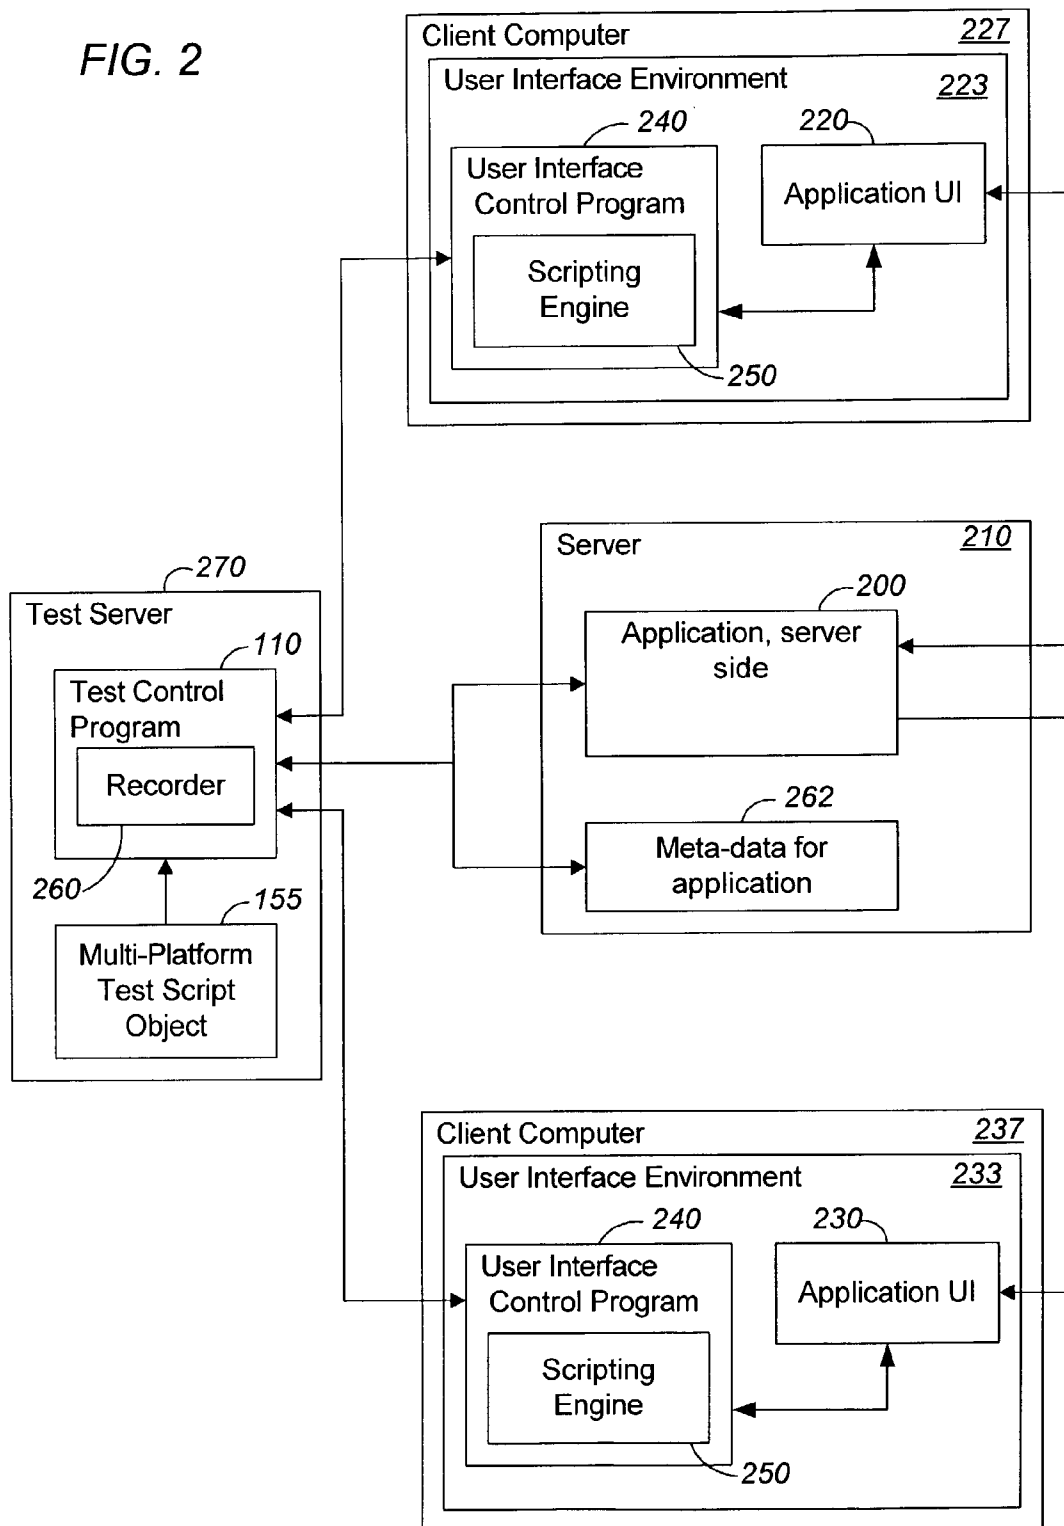 FIG. 2
Client Computer
227
User Interface Environment
223
240
220
User Interface
Control Program
Application UI
Scripting
Engine
250
Server
210
270
200
Test Server
Application, server
side
110
Test Control
Program
Recorder
262
Meta-data for
application
260
155
Multi-Platform
Test Script
Object
Client Computer
237
User Interface Environment
233
240
230
User Interface
Control Program
Application UI
Scripting
Engine
250